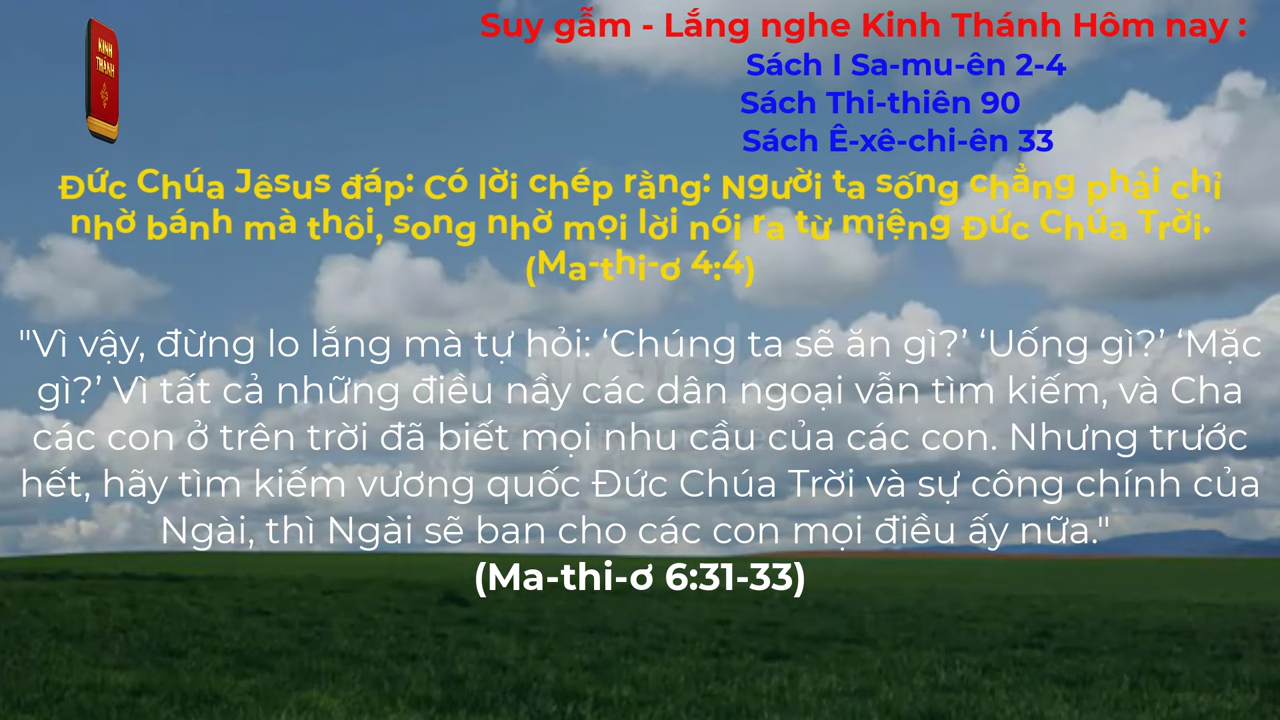 KINH
THÁNH
Suy gẫm - Lắng nghe Kinh Thánh Hôm nay :
Sách I Sa-mu-ên 2-4
Sách Thi-thiên 90
Sách Ê-xê-chi-ên 33
Đức Chúa Jêsus đáp: Có lời chép rằng: Người ta sống chẳng phải chỉ
nhờ bánh mà thôi, song nhờ mọi lời nói ra từ miệng Đức Chúa Trời.
(Ma-thi-ơ 4:4)
"Vì vậy, đừng lo lắng mà tự hỏi: ‘Chúng ta sẽ ăn gì?’ ‘Uống gì?’ ‘Mặc
gì?’ Vì tất cả những điều nầy các dân ngoại vẫn tìm kiếm, và Cha
các con ở trên trời đã biết mọi nhu cầu của các con. Nhưng trước
hết, hãy tìm kiếm vương quốc Đức Chúa Trời và sự công chính của
Ngài, thì Ngài sẽ ban cho các con mọi điều ấy nữa."
(Ma-thi-ơ 6:31-33)